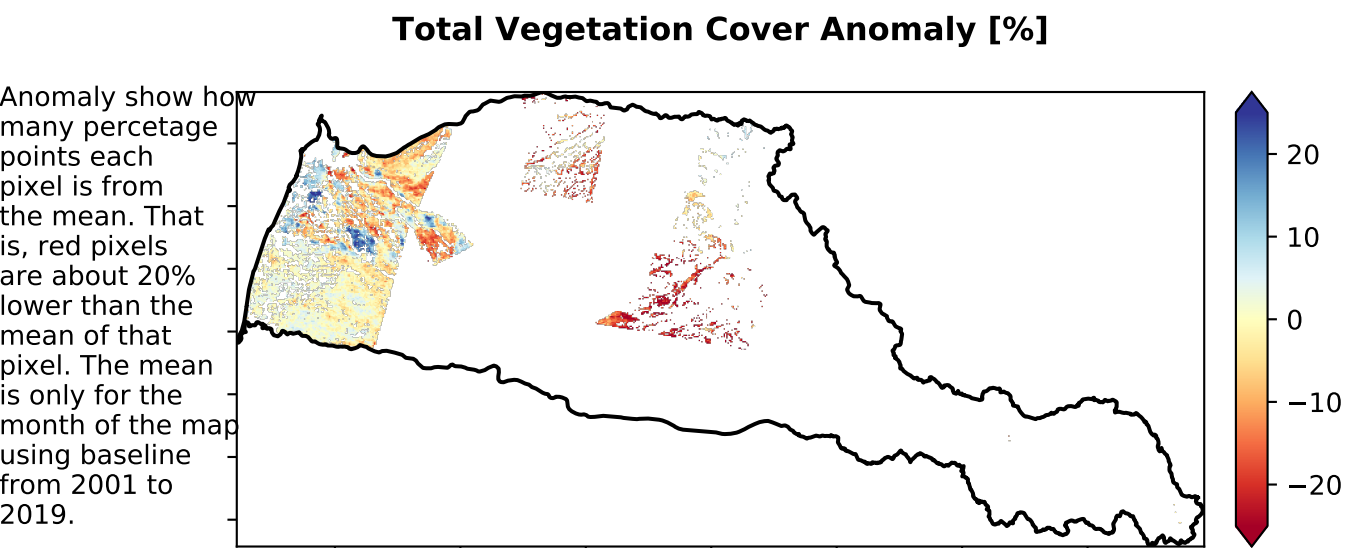 Total Vegetation Cover Anomaly [%]
Anomaly show how
many percetage
points each
pixel is from
the mean. That
is, red pixels
are about 20%
lower than the
mean of that
pixel. The mean
is only for the
month of the map
using baseline
from 2001 to
2019.
20
10
0
−10
−20